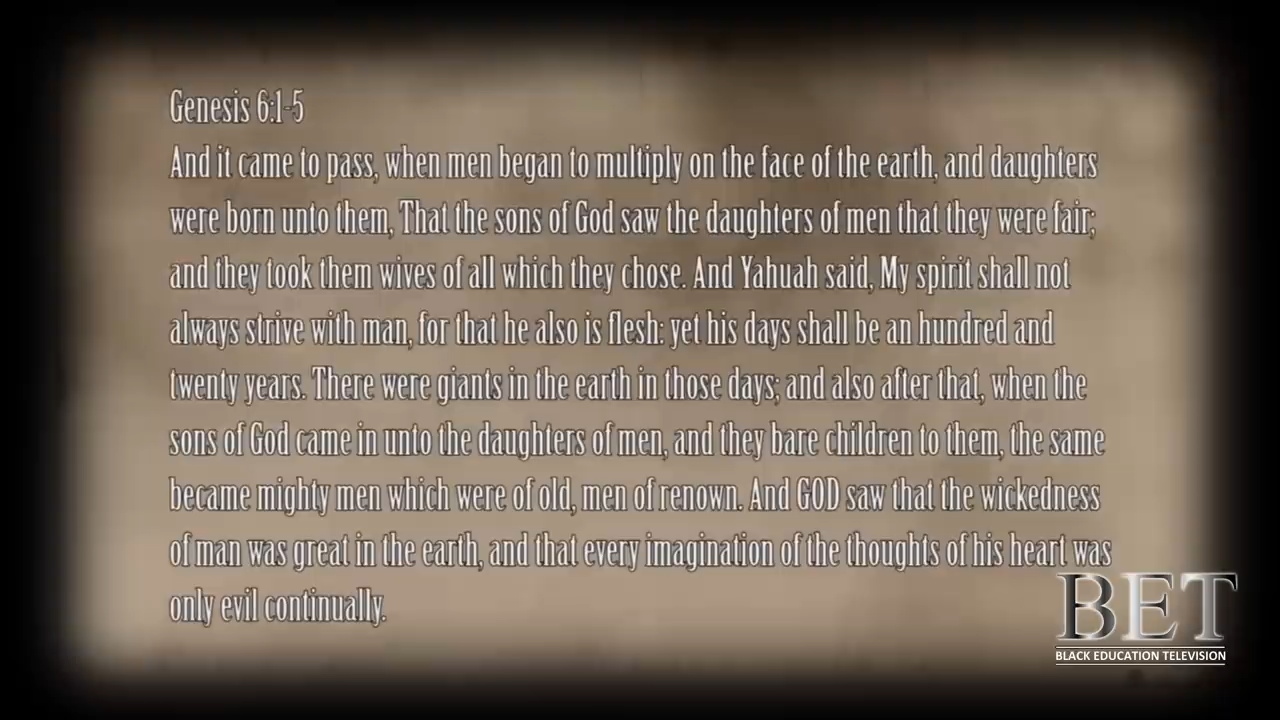 Genesis 6:1-5
And it came to pass, when men began to multiply on the face of the earth, and daughters
were born unto them, That the sons of God saw the daughters of men that they were fair;
and they took them wives of all which they chose. And Yahuah said, My spirit shall not
always strive with man, for that he also is flesh: yet his days shall be an hundred and
twenty years. There were giants in the earth in those days; and also after that, when the
sons of God came in unto the daughters of men, and they bare children to them, the same
became mighty men which were of old, men of renown. And GOD saw that the wickedness
of man was great in the earth, and that every imagination of the thoughts of his heart was
only evil continually.
BET
BLACK EDUCATION TELEVISION